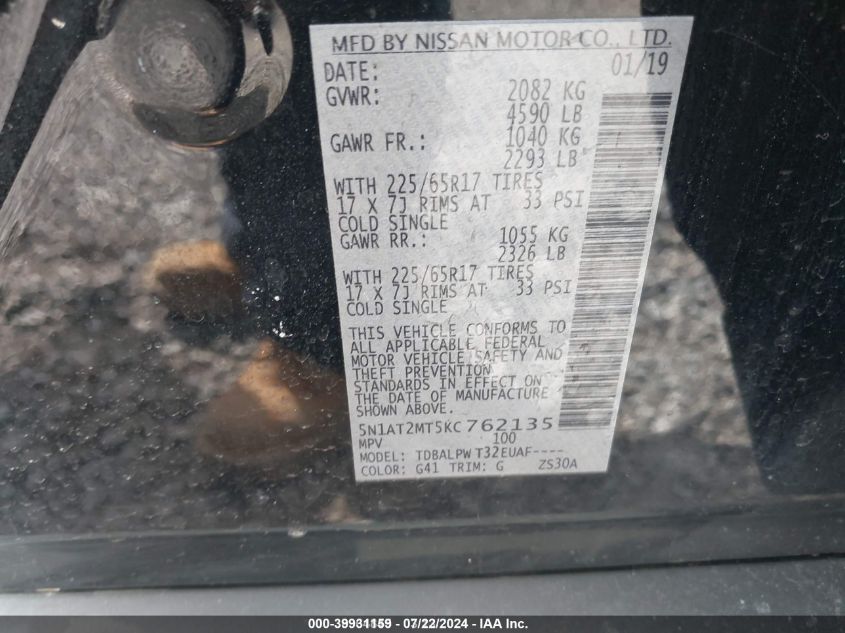 MFD BY NISSAN MOTOR CO., LTD.
DATE: 01/19
GVWR: 2082 KG
4590 LB
GAWR FR.: 1040 KG
2293 LB
WITH 225/65R17 TIRES
17 X 7J RIMS AT 33 PSI
COLD SINGLE
GAWR RR.: 1055 KG
2326 LB
WITH 225/65R17 TIRES
17 X 7J RIMS AT 33 PSI
COLD SINGLE
THIS VEHICLE CONFORMS TO
ALL APPLICABLE FEDERAL
MOTOR VEHICLE SAFETY AND
THEFT PREVENTION
STANDARDS IN EFFECT ON
THE DATE OF MANUFACTURE
SHOWN ABOVE.
5N1AT2MT5KC762135
MPV 100
MODEL: TDBALPW T32EUAF----
COLOR: G41 TRIM: G ZS30A
000-39931159 - 07/22/2024 - IAA Inc.